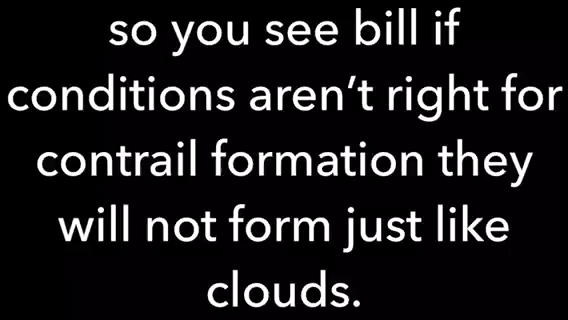 so you see bill if
conditions aren’t right for
contrail formation they
will not form just like
clouds.